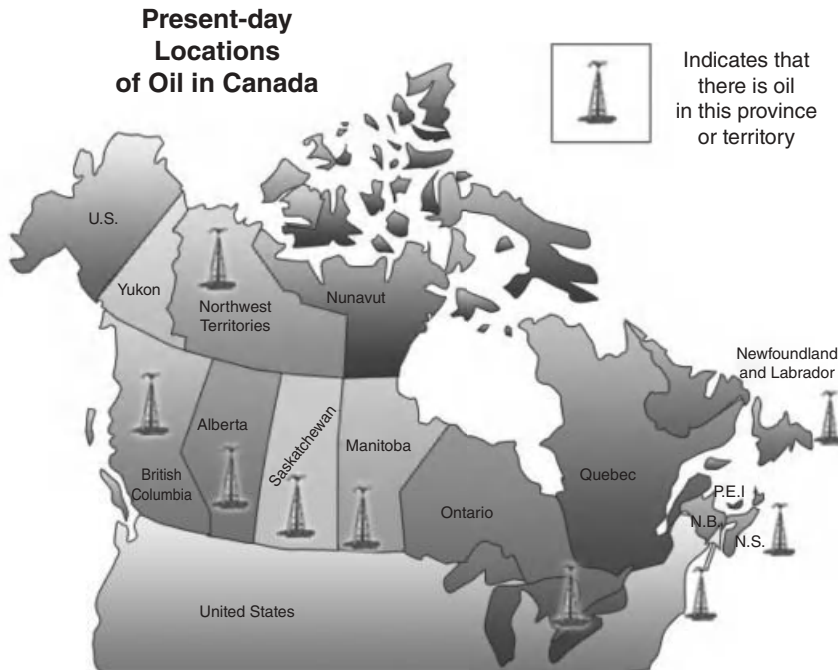 Present-day
Locations
of Oil in Canada
Indicates that
there is oil
in this province
or territory
U.S.
Yukon
Northwest
Territories
Nunavut
Newfoundland
and Labrador
Alberta
Saskatchewan
Manitoba
British
Columbia
Ontario
Quebec
P.E.I
N.B.
N.S.
United States